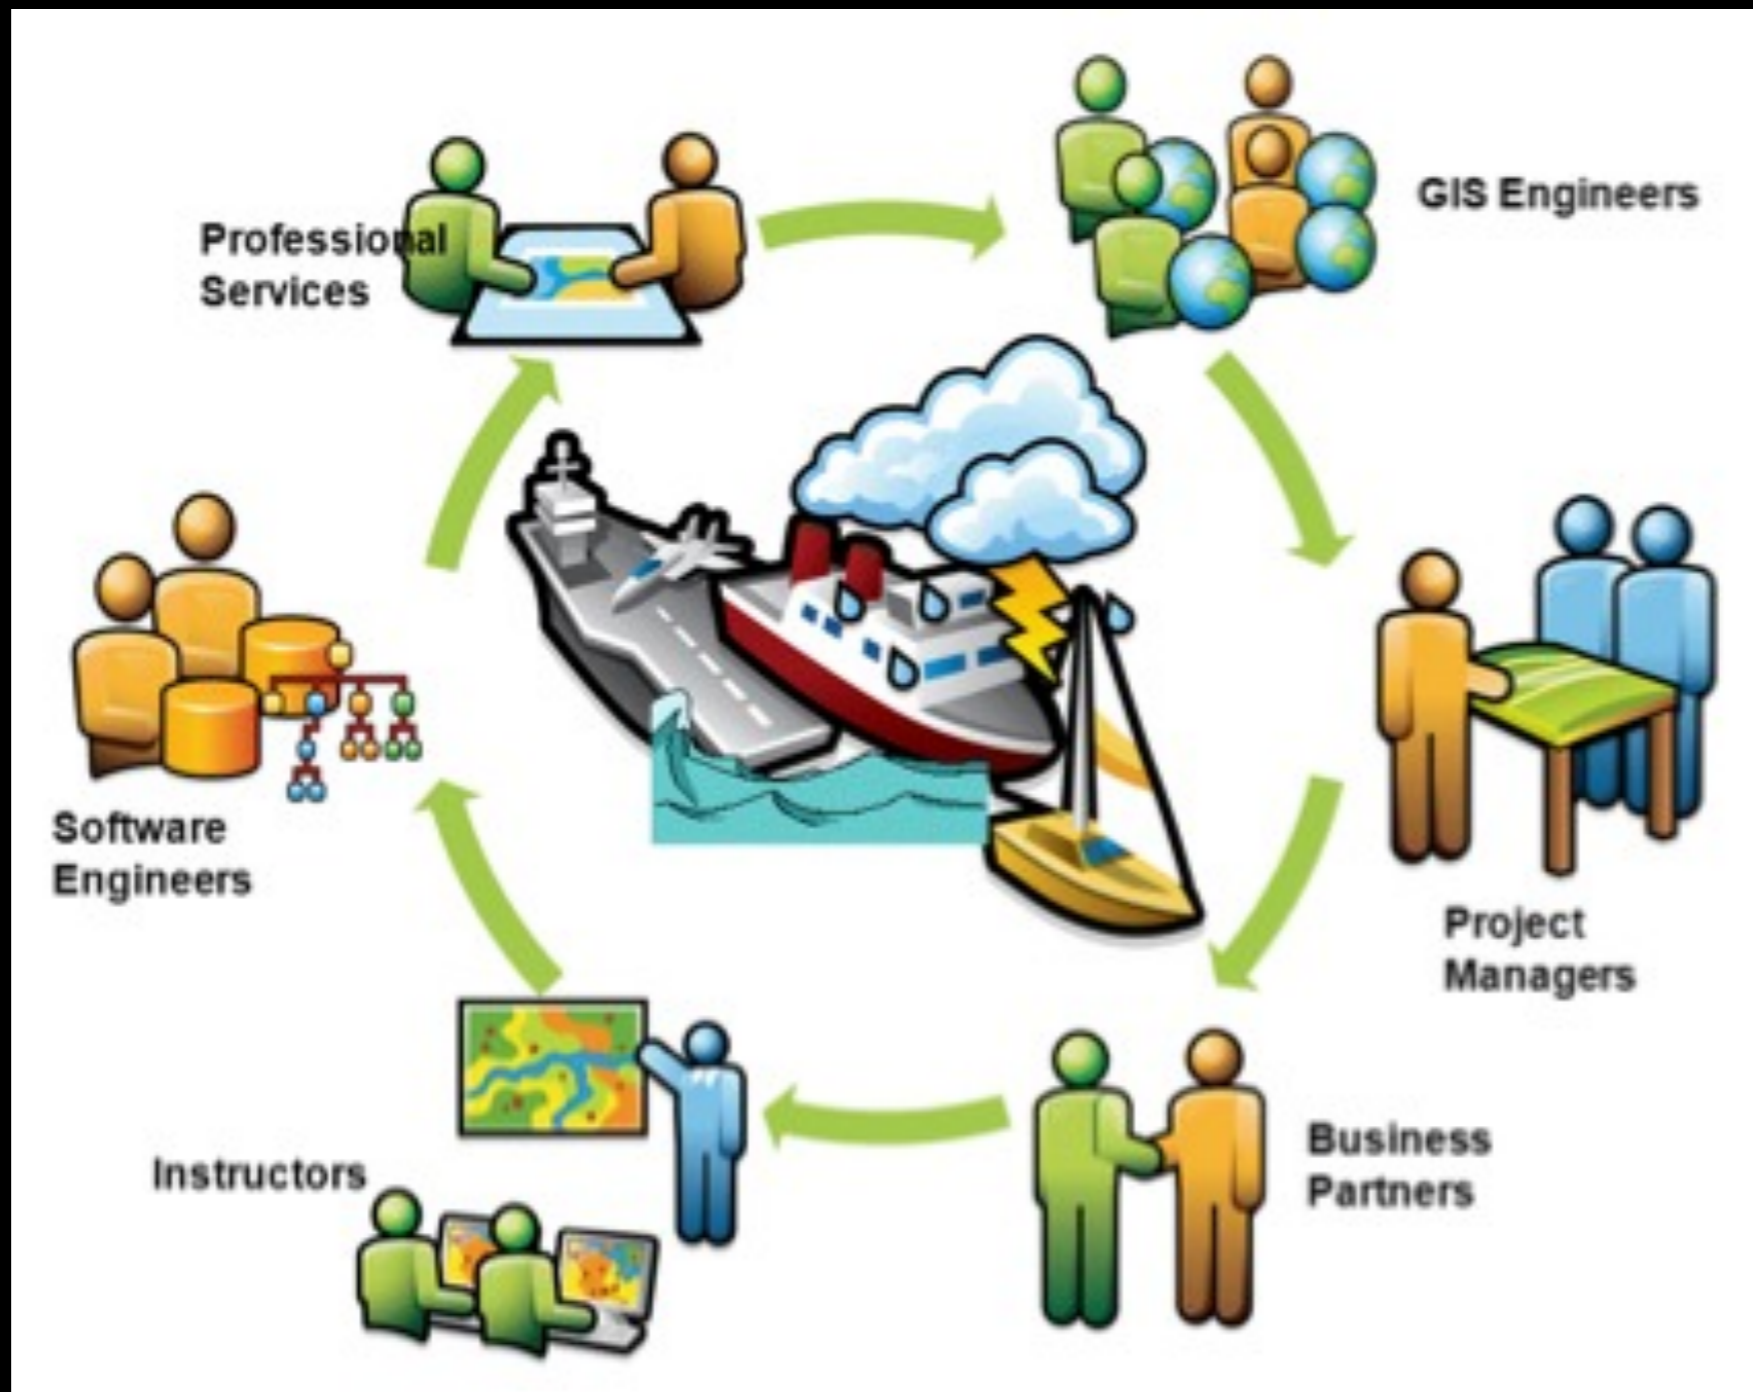 Professional
Services
GIS Engineers
Project
Managers
Business
Partners
Instructors
Software
Engineers